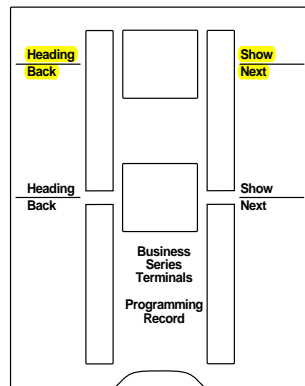 Heading Show
Back Next
Heading Show
Back Next
Business
Series
Terminals
Programming
Record